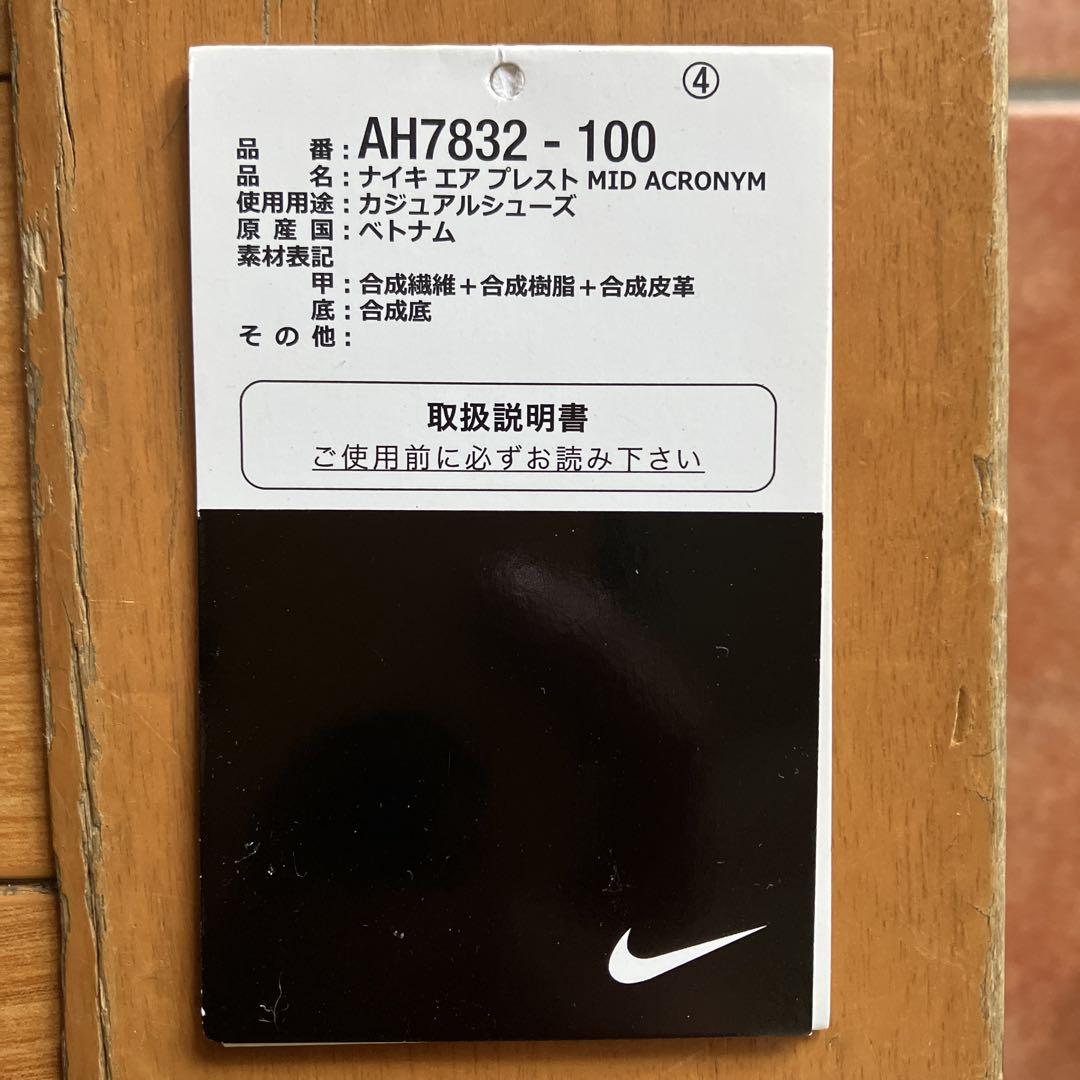 ④
品番：AH7832 - 100
品名：ナイキ エア プレスト MID ACRONYM
使用用途：カジュアルシューズ
原産国：ベトナム
素材表記
甲：合成繊維＋合成樹脂＋合成皮革
底：合成底
その他：
取扱説明書
ご使用前に必ずお読み下さい